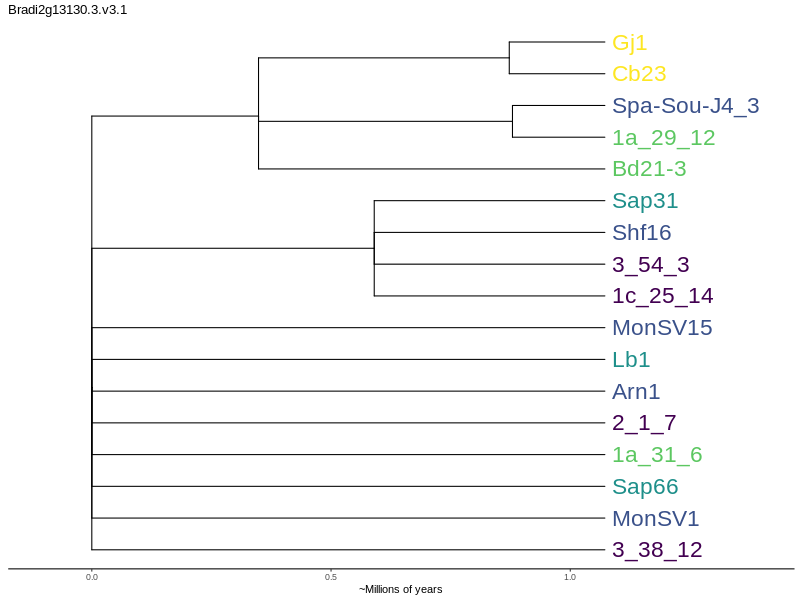 Bradi2g13130.3.v3.1
Gj1
Cb23
Spa-Sou-J4_3
1a_29_12
Bd21-3
Sap31
Shf16
3_54_3
1c_25_14
MonSV15
Lb1
Arn1
2_1_7
1a_31_6
Sap66
MonSV1
3_38_12
0.0 0.5 1.0
~Millions of years